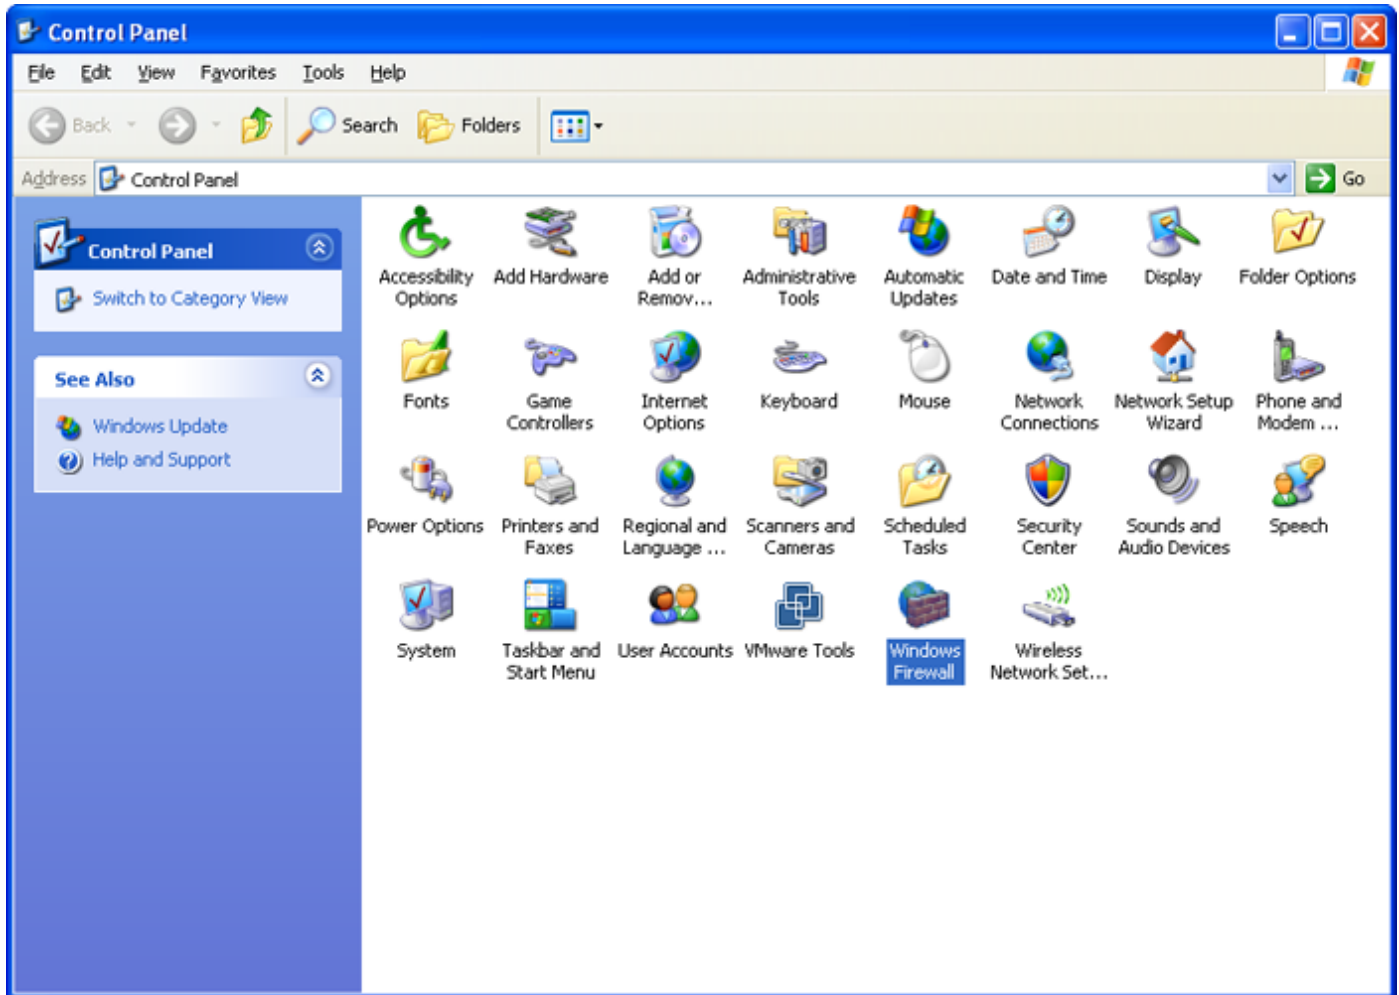 Control Panel
File Edit View Favorites Tools Help
Back Search Folders
Address Control Panel Go
Control Panel
Switch to Category View
See Also
Windows Update
Help and Support
Accessibility Options
Add Hardware
Add or Remov...
Administrative Tools
Automatic Updates
Date and Time
Display
Folder Options
Fonts
Game Controllers
Internet Options
Keyboard
Mouse
Network Connections
Network Setup Wizard
Phone and Modem ...
Power Options
Printers and Faxes
Regional and Language ...
Scanners and Cameras
Scheduled Tasks
Security Center
Sounds and Audio Devices
Speech
System
Taskbar and Start Menu
User Accounts
VMware Tools
Windows Firewall
Wireless Network Set...